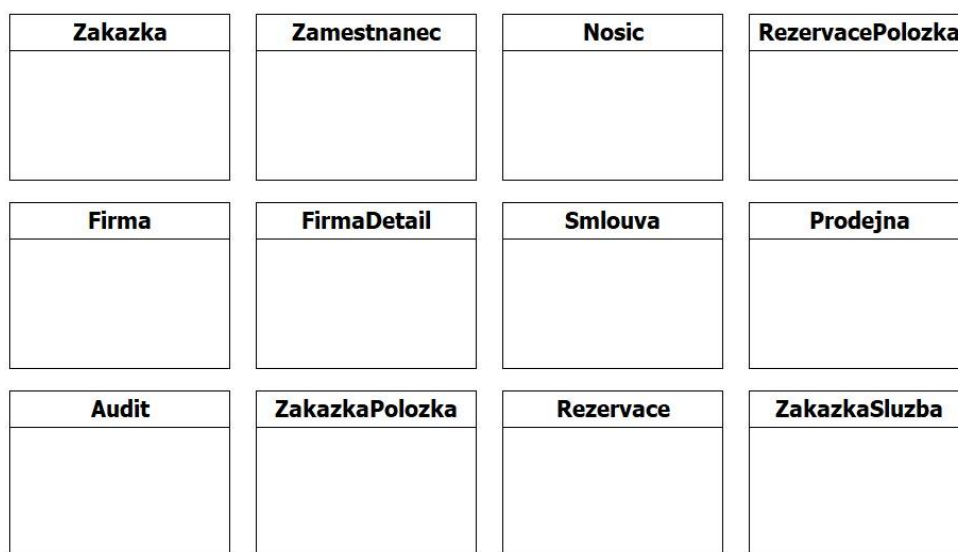 Zakazka Zamestnanec Nosic RezervacePolozka
Firma FirmaDetail Smlouva Prodejna
Audit ZakazkaPolozka Rezervace ZakazkaSluzba